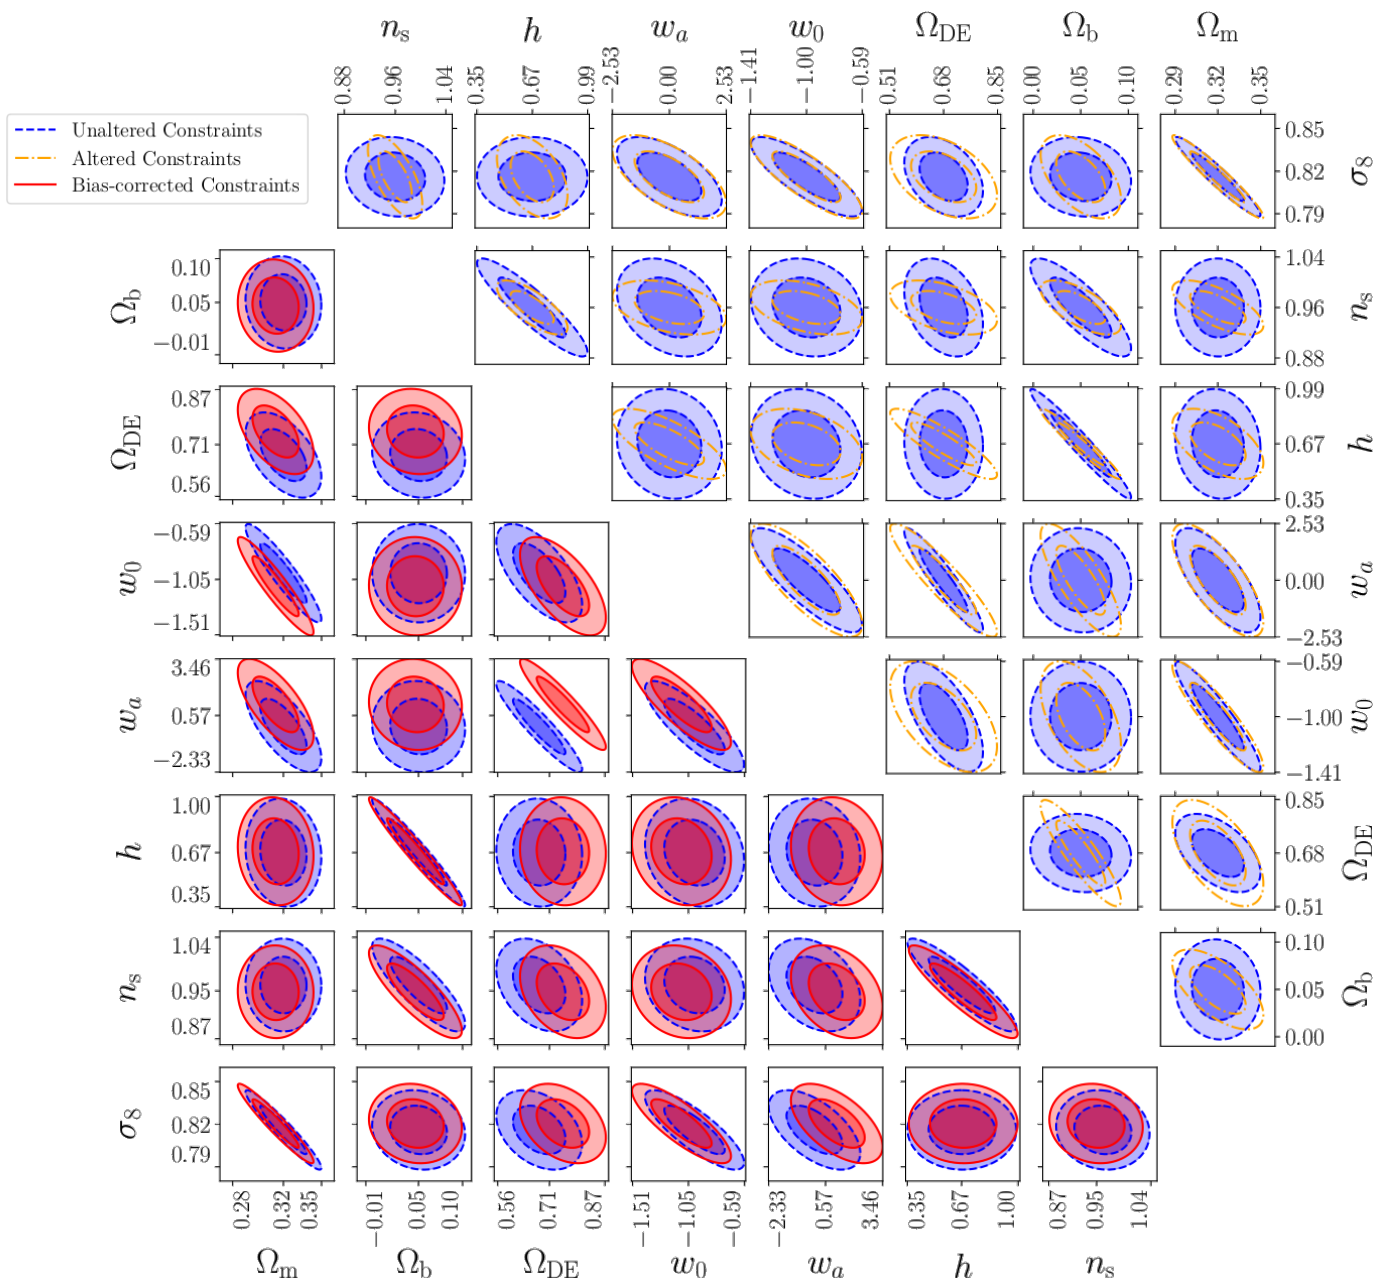 n_s h w_a w_0 Ω_DE Ω_b Ω_m
0.88 0.96 1.04 0.35 0.67 0.99 −2.53 0.00 2.53 −1.41 −1.00 −0.59 0.51 0.68 0.85 0.00 0.05 0.10 0.29 0.32 0.35
Unaltered Constraints
Altered Constraints
Bias-corrected Constraints
0.85
0.82
0.79
σ_8
0.10
0.05
−0.01
Ω_b
1.04
0.96
0.88
n_s
0.87
0.71
0.56
Ω_DE
0.99
0.67
0.35
h
−0.59
−1.05
−1.51
w_0
2.53
0.00
−2.53
w_a
3.46
0.57
−2.33
w_a
−0.59
−1.00
−1.41
w_0
1.00
0.67
0.35
h
0.85
0.68
0.51
Ω_DE
1.04
0.95
0.87
n_s
0.10
0.05
0.00
Ω_b
0.85
0.82
0.79
σ_8
0.28 0.32 0.35 −0.01 0.05 0.10 0.56 0.71 0.87 −1.51 −1.05 −0.59 −2.33 0.57 3.46 0.35 0.67 1.00 0.87 0.95 1.04
Ω_m Ω_b Ω_DE w_0 w_a h n_s